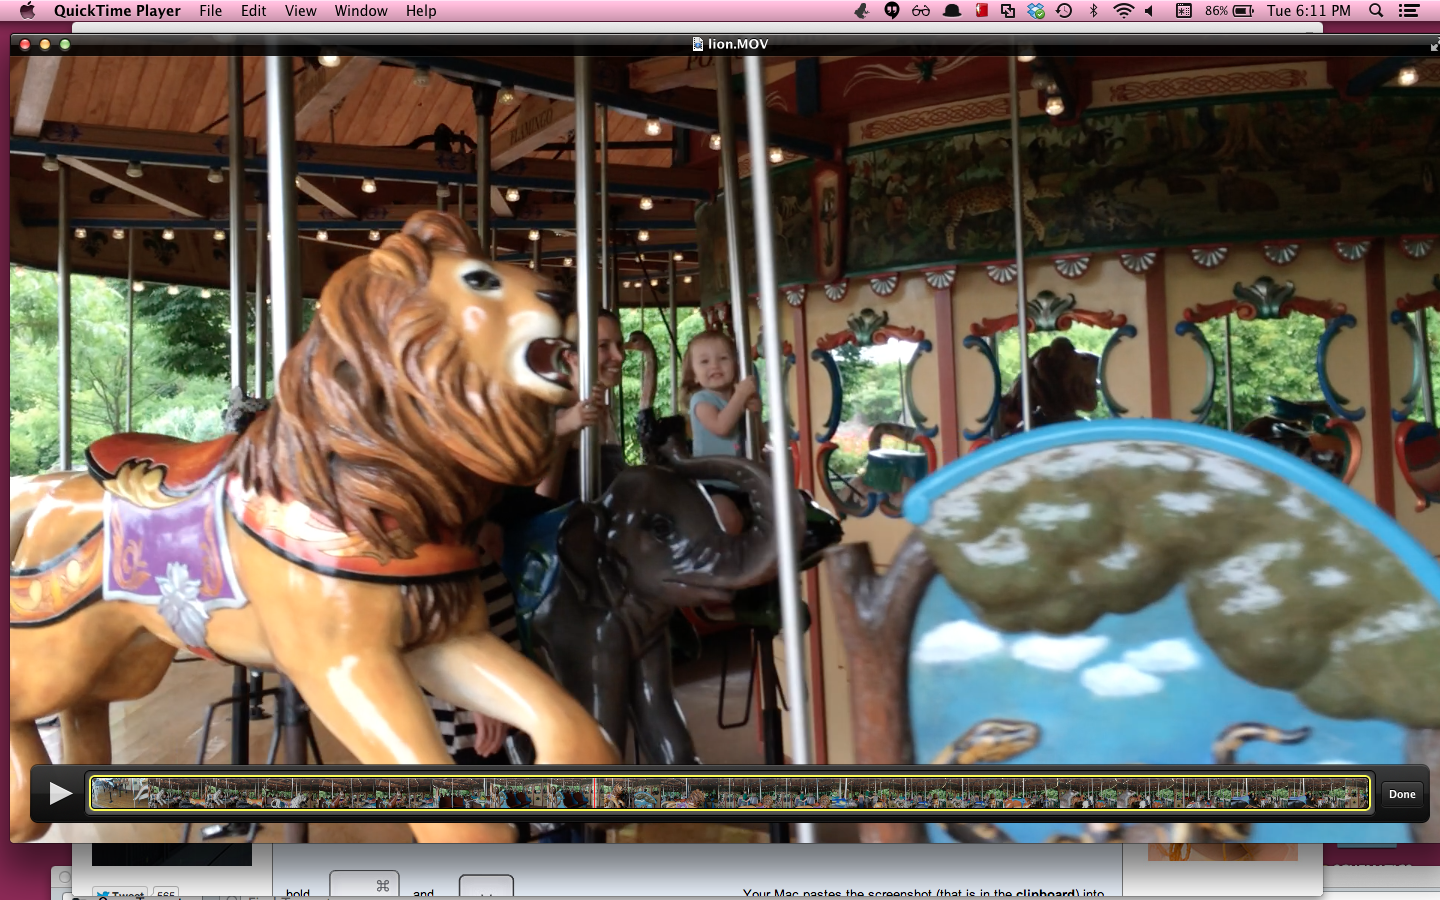 QuickTime Player File Edit View Window Help 86% Tue 6:11 PM
lion.MOV
FLAMINGO
Done
Tweet 565
hold ⌘ and
Your Mac pastes the screenshot (that is in the clipboard) into